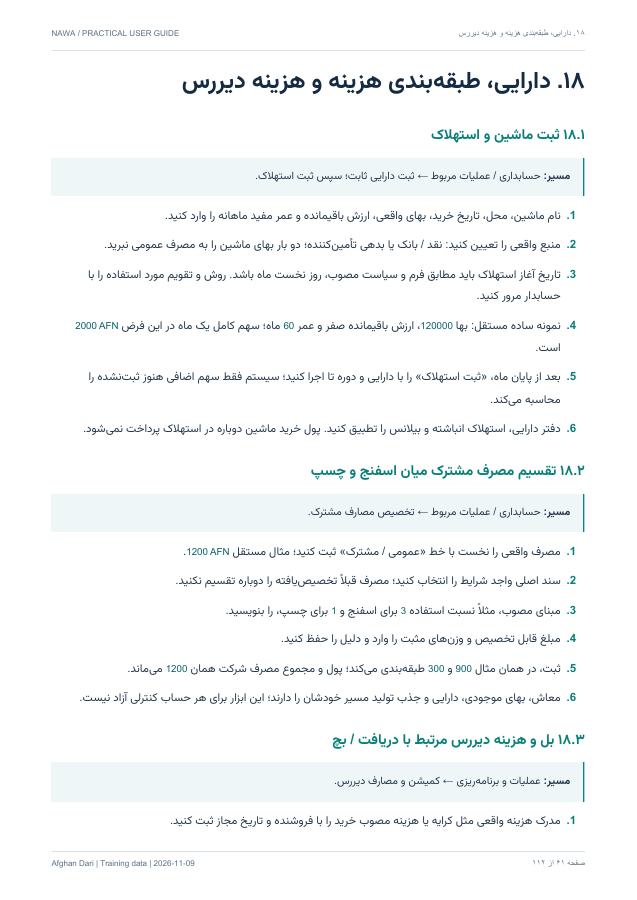 NAWA / PRACTICAL USER GUIDE
۱۸. دارایی، طبقه‌بندی هزینه و هزینه دیررس
۱۸. دارایی، طبقه‌بندی هزینه و هزینه دیررس
۱۸.۱ ثبت ماشین و استهلاک
مسیر: حسابداری / عملیات مربوط ← ثبت دارایی ثابت؛ سپس ثبت استهلاک.
1. نام ماشین، محل، تاریخ خرید، بهای واقعی، ارزش باقیمانده و عمر مفید ماهانه را وارد کنید.
2. منبع واقعی را تعیین کنید: نقد / بانک یا بدهی تأمین‌کننده؛ دو بار بهای ماشین را به مصرف عمومی نبرید.
3. تاریخ آغاز استهلاک باید مطابق فرم و سیاست مصوب، روز نخست ماه باشد. روش و تقویم مورد استفاده را با
حسابدار مرور کنید.
4. نمونه ساده مستقل: بها 120000، ارزش باقیمانده صفر و عمر 60 ماه؛ سهم کامل یک ماه در این فرض 2000 AFN
است.
5. بعد از پایان ماه، «ثبت استهلاک» را با دارایی و دوره تا اجرا کنید؛ سیستم فقط سهم اضافی هنوز ثبت‌نشده را
محاسبه می‌کند.
6. دفتر دارایی، استهلاک انباشته و بیلانس را تطبیق کنید. پول خرید ماشین دوباره در استهلاک پرداخت نمی‌شود.
۱۸.۲ تقسیم مصرف مشترک میان اسفنج و چسپ
مسیر: حسابداری / عملیات مربوط ← تخصیص مصارف مشترک.
1. مصرف واقعی را نخست با خط «عمومی / مشترک» ثبت کنید؛ مثال مستقل 1200 AFN.
2. سند اصلی واجد شرایط را انتخاب کنید؛ مصرف قبلاً تخصیص‌یافته را دوباره تقسیم نکنید.
3. مبنای مصوب، مثلاً نسبت استفاده 3 برای اسفنج و 1 برای چسپ، را بنویسید.
4. مبلغ قابل تخصیص و وزن‌های مثبت را وارد و دلیل را حفظ کنید.
5. ثبت، در همان مثال 900 و 300 طبقه‌بندی می‌کند؛ پول و مجموع مصرف شرکت همان 1200 می‌ماند.
6. معاش، بهای موجودی، دارایی و جذب تولید مسیر خودشان را دارند؛ این ابزار برای هر حساب کنترلی آزاد نیست.
۱۸.۳ بل و هزینه دیررس مرتبط با دریافت / بچ
مسیر: عملیات و برنامه‌ریزی ← کمیشن و مصارف دیررس.
1. مدرک هزینه واقعی مثل کرایه یا هزینه مصوب خرید را با فروشنده و تاریخ مجاز ثبت کنید.
Afghan Dari | Training data | 2026-11-09
صفحه ۶۱ از ۱۱۲